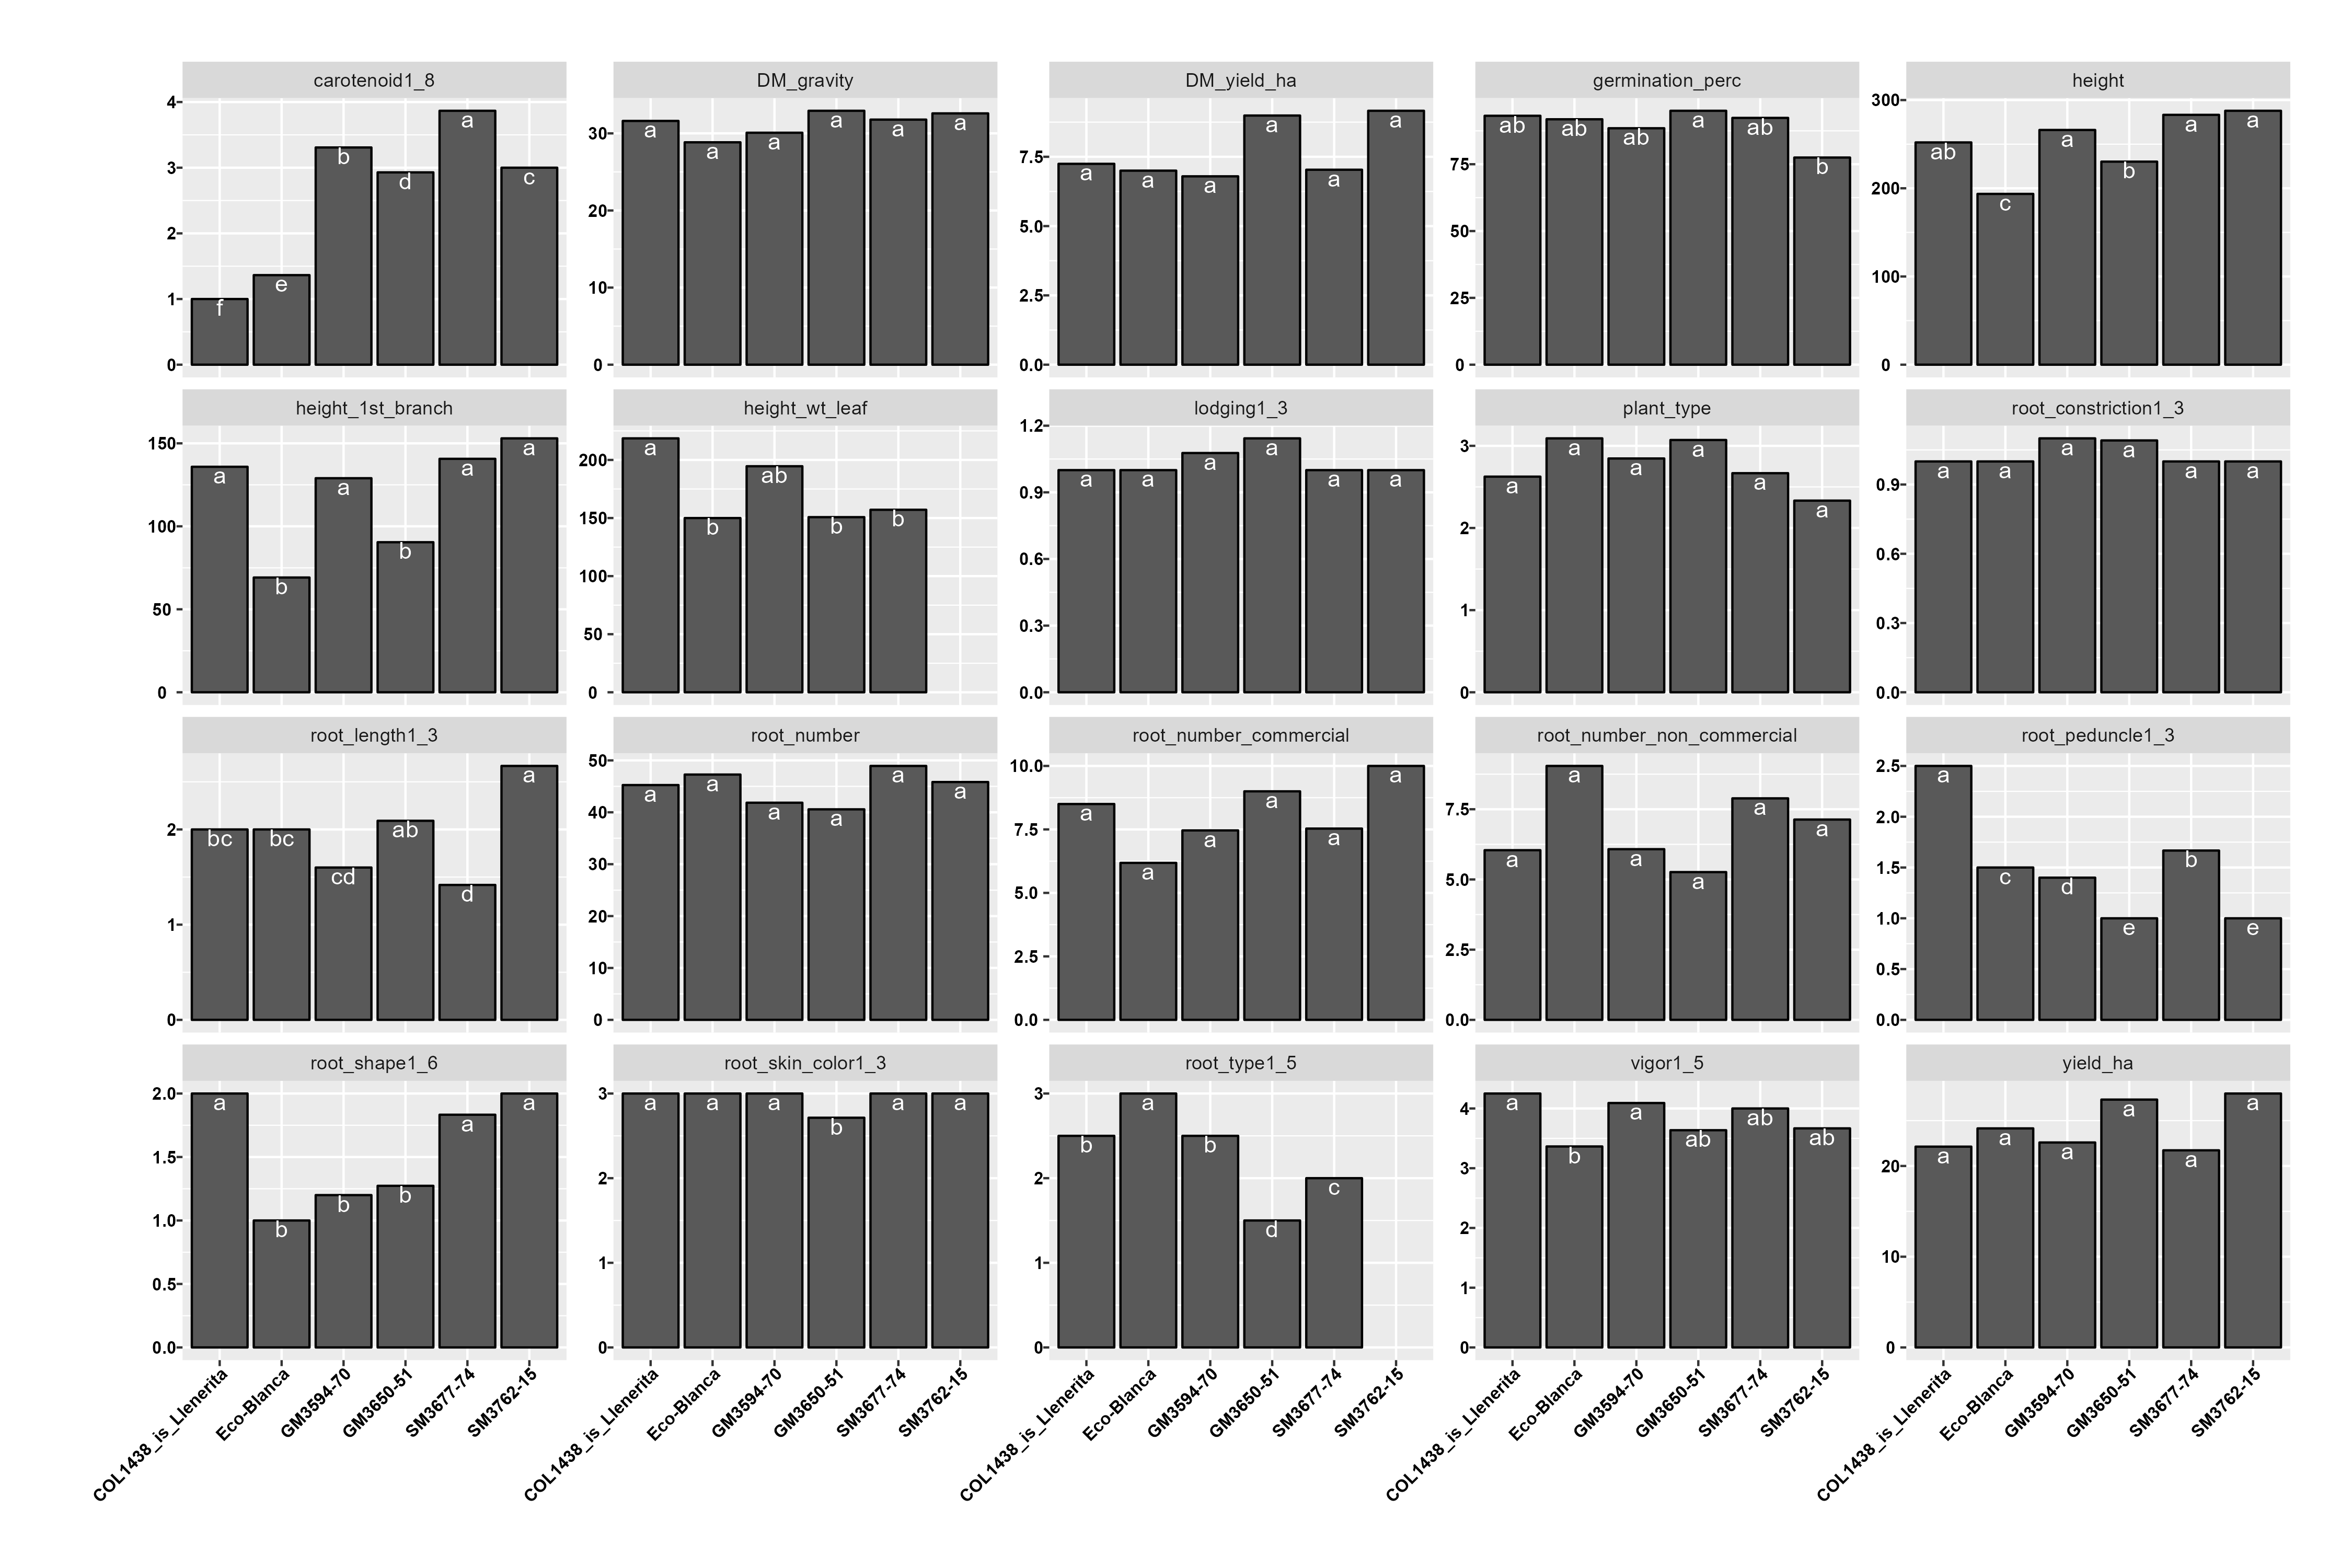 carotenoid1_8
4
3
2
1
0
f
e
b
d
a
c
DM_gravity
30
20
10
0
a
a
a
a
a
a
DM_yield_ha
7.5
5.0
2.5
0.0
a
a
a
a
a
a
germination_perc
75
50
25
0
ab
ab
ab
a
ab
b
height
300
200
100
0
ab
c
a
b
a
a
height_1st_branch
150
100
50
0
a
b
a
b
a
a
height_wt_leaf
200
150
100
50
0
a
b
ab
b
b
lodging1_3
1.2
0.9
0.6
0.3
0.0
a
a
a
a
a
a
plant_type
3
2
1
0
a
a
a
a
a
a
root_constriction1_3
0.9
0.6
0.3
0.0
a
a
a
a
a
a
root_length1_3
2
1
0
bc
bc
cd
ab
d
a
root_number
50
40
30
20
10
0
a
a
a
a
a
a
root_number_commercial
10.0
7.5
5.0
2.5
0.0
a
a
a
a
a
a
root_number_non_commercial
7.5
5.0
2.5
0.0
a
a
a
a
a
a
root_peduncle1_3
2.5
2.0
1.5
1.0
0.5
0.0
a
c
d
e
b
e
root_shape1_6
2.0
1.5
1.0
0.5
0.0
a
b
b
b
a
a
root_skin_color1_3
3
2
1
0
a
a
a
b
a
a
root_type1_5
3
2
1
0
b
a
b
d
c
vigor1_5
4
3
2
1
0
a
b
a
ab
ab
ab
yield_ha
20
10
0
a
a
a
a
a
a
COL1438_is_Llenerita
Eco-Blanca
GM3594-70
GM3650-51
SM3677-74
SM3762-15
COL1438_is_Llenerita
Eco-Blanca
GM3594-70
GM3650-51
SM3677-74
SM3762-15
COL1438_is_Llenerita
Eco-Blanca
GM3594-70
GM3650-51
SM3677-74
SM3762-15
COL1438_is_Llenerita
Eco-Blanca
GM3594-70
GM3650-51
SM3677-74
SM3762-15
COL1438_is_Llenerita
Eco-Blanca
GM3594-70
GM3650-51
SM3677-74
SM3762-15